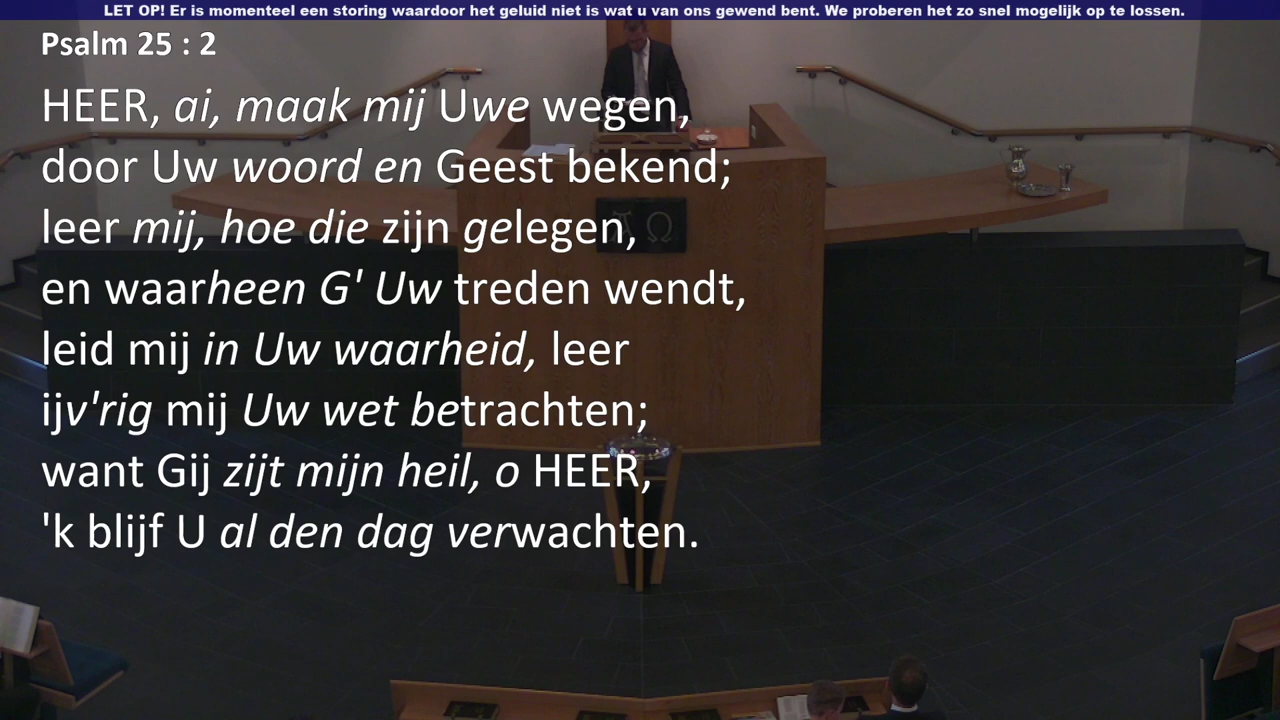 LET OP! Er is momenteel een storing waardoor het geluid niet is wat u van ons gewend bent. We proberen het zo snel mogelijk op te lossen.
Psalm 25 : 2
HEER, ai, maak mij Uwe wegen,
door Uw woord en Geest bekend;
leer mij, hoe die zijn gelegen,
en waarheen G' Uw treden wendt,
leid mij in Uw waarheid, leer
ijv'rig mij Uw wet betrachten;
want Gij zijt mijn heil, o HEER,
'k blijf U al den dag verwachten.
Α Ω